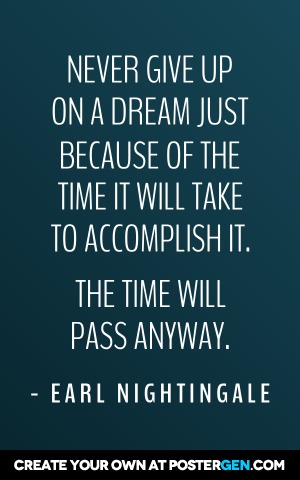 NEVER GIVE UP
ON A DREAM JUST
BECAUSE OF THE
TIME IT WILL TAKE
TO ACCOMPLISH IT.
THE TIME WILL
PASS ANYWAY.
- EARL NIGHTINGALE
CREATE YOUR OWN AT POSTERGEN.COM